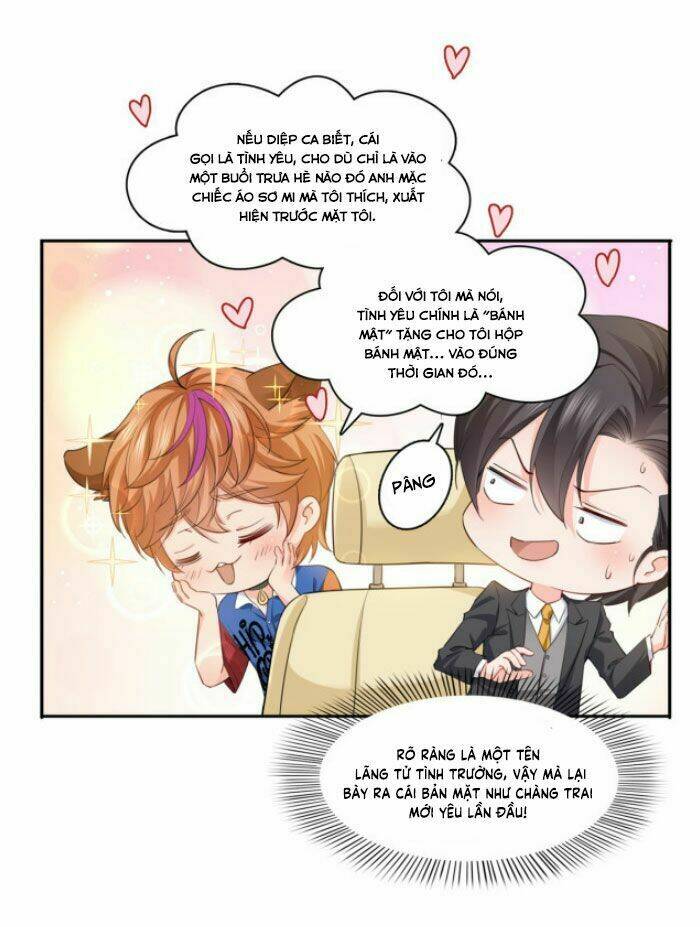 NẾU DIỆP CA BIẾT, CÁI
GỌI LÀ TÌNH YÊU, CHO DÙ CHỈ LÀ VÀO
MỘT BUỔI TRƯA HÈ NÀO ĐÓ ANH MẶC
CHIẾC ÁO SƠ MI MÀ TÔI THÍCH, XUẤT
HIỆN TRƯỚC MẶT TÔI.
ĐỐI VỚI TÔI MÀ NÓI,
TÌNH YÊU CHÍNH LÀ "BÁNH
MẬT" TẶNG CHO TÔI HỘP
BÁNH MẬT... VÀO ĐÚNG
THỜI GIAN ĐÓ...
PÂNG
HIP
RÕ RÀNG LÀ MỘT TÊN
LÃNG TỬ TÌNH TRƯỜNG, VẬY MÀ LẠI
BÀY RA CÁI BẢN MẶT NHƯ CHÀNG TRAI
MỚI YÊU LẦN ĐẦU!